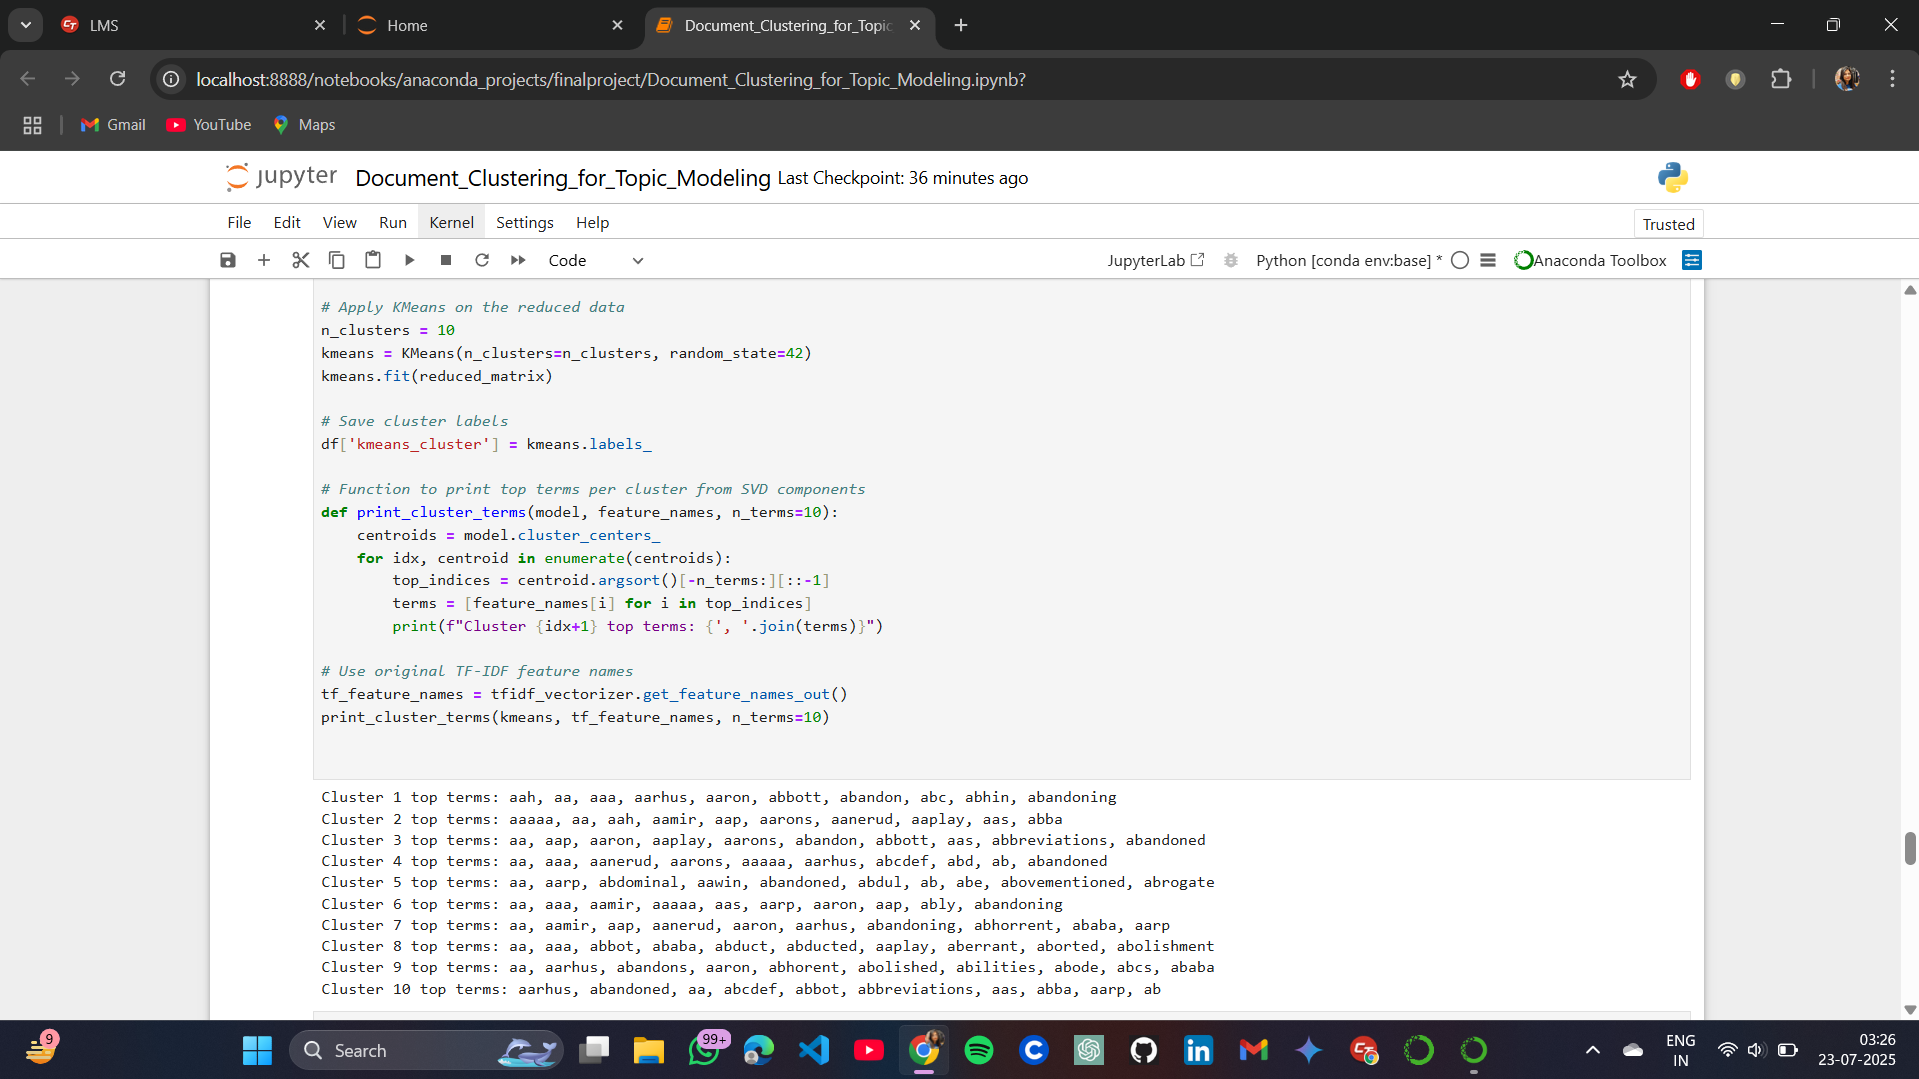 LMS
Home
Document_Clustering_for_Topic
localhost:8888/notebooks/anaconda_projects/finalproject/Document_Clustering_for_Topic_Modeling.ipynb?
Gmail
YouTube
Maps
jupyter
Document_Clustering_for_Topic_Modeling Last Checkpoint: 36 minutes ago
File Edit View Run Kernel Settings Help
Trusted
Code
JupyterLab
Python [conda env:base] *
Anaconda Toolbox
# Apply KMeans on the reduced data
n_clusters = 10
kmeans = KMeans(n_clusters=n_clusters, random_state=42)
kmeans.fit(reduced_matrix)
# Save cluster labels
df['kmeans_cluster'] = kmeans.labels_
# Function to print top terms per cluster from SVD components
def print_cluster_terms(model, feature_names, n_terms=10):
    centroids = model.cluster_centers_
    for idx, centroid in enumerate(centroids):
        top_indices = centroid.argsort()[-n_terms:][::-1]
        terms = [feature_names[i] for i in top_indices]
        print(f"Cluster {idx+1} top terms: {', '.join(terms)}")
# Use original TF-IDF feature names
tf_feature_names = tfidf_vectorizer.get_feature_names_out()
print_cluster_terms(kmeans, tf_feature_names, n_terms=10)
Cluster 1 top terms: aah, aa, aaa, aarhus, aaron, abbott, abandon, abc, abhin, abandoning
Cluster 2 top terms: aaaaa, aa, aah, aamir, aap, aarons, aanerud, aaplay, aas, abba
Cluster 3 top terms: aa, aap, aaron, aaplay, aarons, abandon, abbott, aas, abbreviations, abandoned
Cluster 4 top terms: aa, aaa, aanerud, aarons, aaaaa, aarhus, abcdef, abd, ab, abandoned
Cluster 5 top terms: aa, aarp, abdominal, aawin, abandoned, abdul, ab, abe, abovementioned, abrogate
Cluster 6 top terms: aa, aaa, aamir, aaaaa, aas, aarp, aaron, aap, ably, abandoning
Cluster 7 top terms: aa, aamir, aap, aanerud, aaron, aarhus, abandoning, abhorrent, ababa, aarp
Cluster 8 top terms: aa, aaa, abbot, ababa, abduct, abducted, aaplay, aberrant, aborted, abolishment
Cluster 9 top terms: aa, aarhus, abandons, aaron, abhorent, abolished, abilities, abode, abcs, ababa
Cluster 10 top terms: aarhus, abandoned, aa, abcdef, abbot, abbreviations, aas, abba, aarp, ab
9
Search
99+
ENG
IN
03:26
23-07-2025